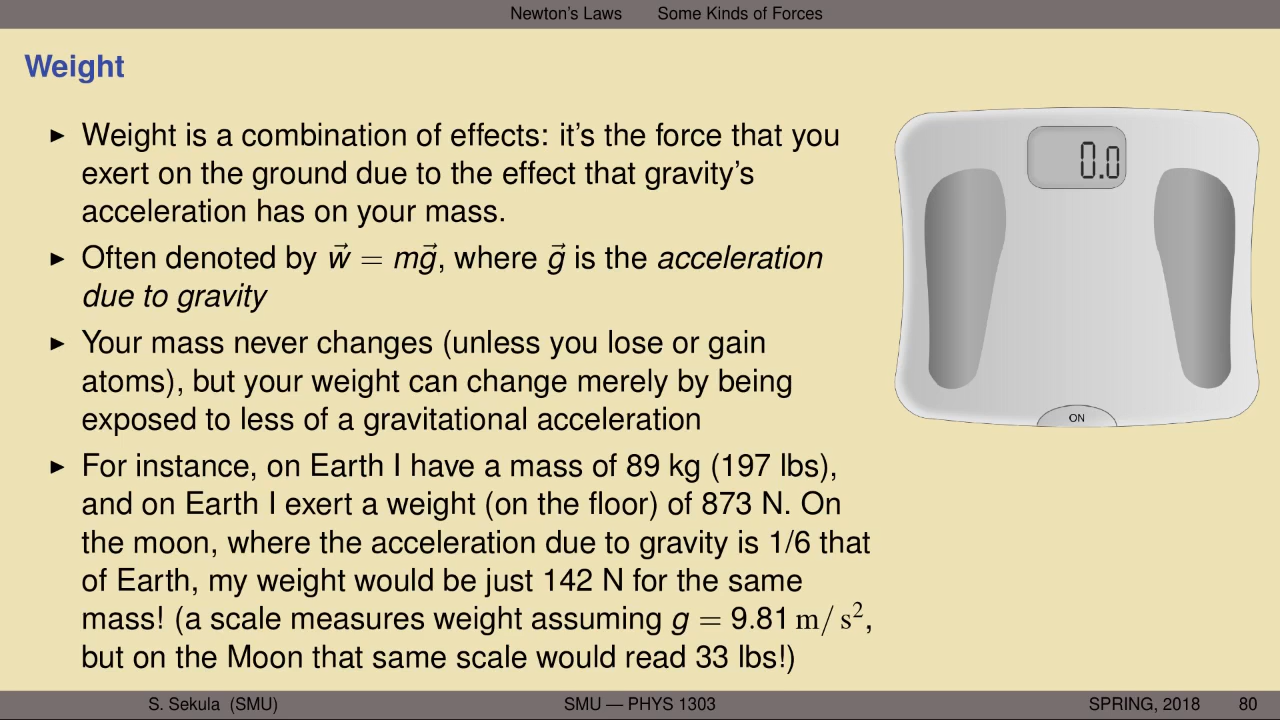 Newton's Laws Some Kinds of Forces
Weight
▶ Weight is a combination of effects: it's the force that you
exert on the ground due to the effect that gravity's
acceleration has on your mass.
▶ Often denoted by w⃗ = mg⃗, where g⃗ is the acceleration
due to gravity
▶ Your mass never changes (unless you lose or gain
atoms), but your weight can change merely by being
exposed to less of a gravitational acceleration
▶ For instance, on Earth I have a mass of 89 kg (197 lbs),
and on Earth I exert a weight (on the floor) of 873 N. On
the moon, where the acceleration due to gravity is 1/6 that
of Earth, my weight would be just 142 N for the same
mass! (a scale measures weight assuming g = 9.81 m/ s²,
but on the Moon that same scale would read 33 lbs!)
0.0
ON
S. Sekula (SMU) SMU — PHYS 1303 SPRING, 2018 80